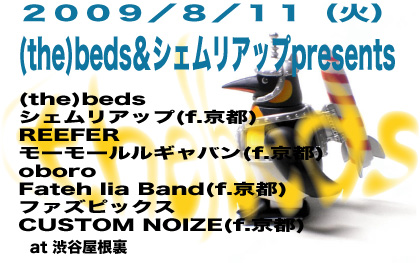 ２００９／８／１１（火）
(the)beds&シェムリアップpresents
(the)beds
シェムリアップ(f.京都)
REEFER
モーモールルギャバン(f.京都)
oboro
Fateh lia Band(f.京都)
ファズピックス
CUSTOM NOIZE(f.京都)
at 渋谷屋根裏